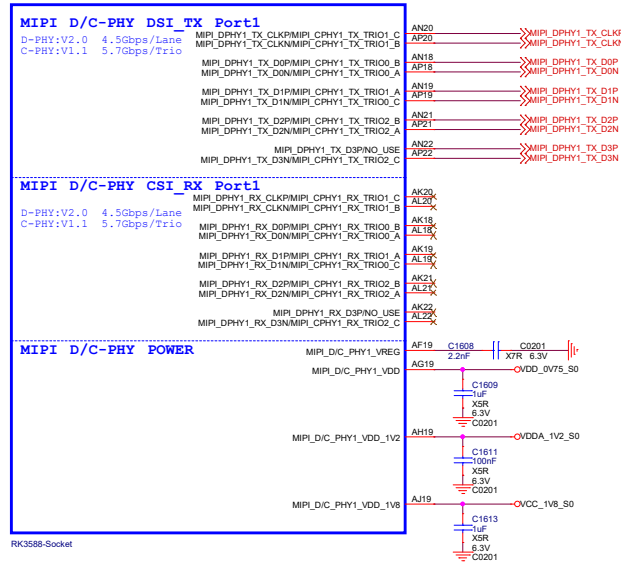 MIPI D/C-PHY DSI_TX Port1
D-PHY:V2.0 4.5Gbps/Lane
C-PHY:V1.1 5.7Gbps/Trio
MIPI_DPHY1_TX_CLKP/MIPI_CPHY1_TX_TRIO1_C AN20 MIPI_DPHY1_TX_CLKP
MIPI_DPHY1_TX_CLKN/MIPI_CPHY1_TX_TRIO1_B AP20 MIPI_DPHY1_TX_CLKN
MIPI_DPHY1_TX_D0P/MIPI_CPHY1_TX_TRIO0_B AN18 MIPI_DPHY1_TX_D0P
MIPI_DPHY1_TX_D0N/MIPI_CPHY1_TX_TRIO0_A AP18 MIPI_DPHY1_TX_D0N
MIPI_DPHY1_TX_D1P/MIPI_CPHY1_TX_TRIO1_A AN19 MIPI_DPHY1_TX_D1P
MIPI_DPHY1_TX_D1N/MIPI_CPHY1_TX_TRIO0_C AP19 MIPI_DPHY1_TX_D1N
MIPI_DPHY1_TX_D2P/MIPI_CPHY1_TX_TRIO2_B AN21 MIPI_DPHY1_TX_D2P
MIPI_DPHY1_TX_D2N/MIPI_CPHY1_TX_TRIO2_A AP21 MIPI_DPHY1_TX_D2N
MIPI_DPHY1_TX_D3P/NO_USE AN22 MIPI_DPHY1_TX_D3P
MIPI_DPHY1_TX_D3N/MIPI_CPHY1_TX_TRIO2_C AP22 MIPI_DPHY1_TX_D3N
MIPI D/C-PHY CSI_RX Port1
D-PHY:V2.0 4.5Gbps/Lane
C-PHY:V1.1 5.7Gbps/Trio
MIPI_DPHY1_RX_CLKP/MIPI_CPHY1_RX_TRIO1_C AK20
MIPI_DPHY1_RX_CLKN/MIPI_CPHY1_RX_TRIO1_B AL20
MIPI_DPHY1_RX_D0P/MIPI_CPHY1_RX_TRIO0_B AK18
MIPI_DPHY1_RX_D0N/MIPI_CPHY1_RX_TRIO0_A AL18
MIPI_DPHY1_RX_D1P/MIPI_CPHY1_RX_TRIO1_A AK19
MIPI_DPHY1_RX_D1N/MIPI_CPHY1_RX_TRIO0_C AL19
MIPI_DPHY1_RX_D2P/MIPI_CPHY1_RX_TRIO2_B AK21
MIPI_DPHY1_RX_D2N/MIPI_CPHY1_RX_TRIO2_A AL21
MIPI_DPHY1_RX_D3P/NO_USE AK22
MIPI_DPHY1_RX_D3N/MIPI_CPHY1_RX_TRIO2_C AL22
MIPI D/C-PHY POWER
MIPI_D/C_PHY1_VREG AF19 C1608 C0201
2.2nF X7R 6.3V
MIPI_D/C_PHY1_VDD AG19 VDD_0V75_S0
C1609
1uF
X5R
6.3V
C0201
MIPI_D/C_PHY1_VDD_1V2 AH19 VDDA_1V2_S0
C1611
100nF
X5R
6.3V
C0201
MIPI_D/C_PHY1_VDD_1V8 AJ19 VCC_1V8_S0
C1613
1uF
X5R
6.3V
C0201
RK3588-Socket